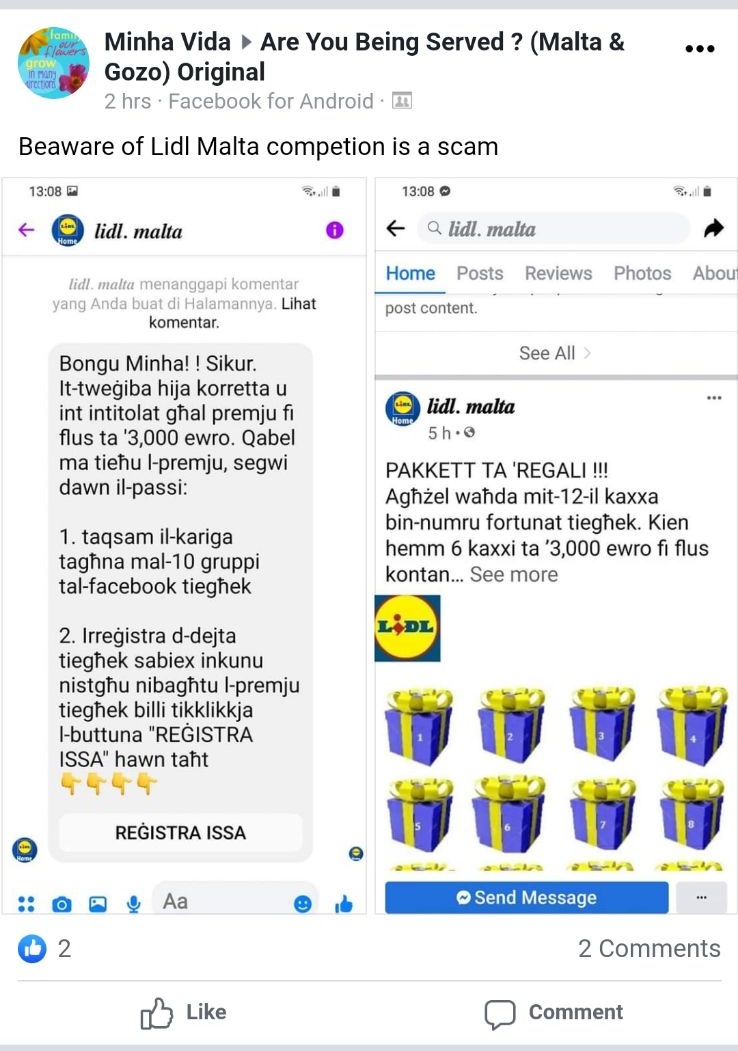 family
our
flowers
grow
in many
directions
Minha Vida ▸ Are You Being Served ? (Malta &
Gozo) Original
2 hrs · Facebook for Android ·
Beaware of Lidl Malta competion is a scam
13:08
lidl. malta
Home
lidl. malta menanggapi komentar
yang Anda buat di Halamannya. Lihat
komentar.
Bongu Minha! ! Sikur.
It-tweġiba hija korretta u
int intitolat għal premju fi
flus ta '3,000 ewro. Qabel
ma tieħu l-premju, segwi
dawn il-passi:
1. taqsam il-kariga
tagħna mal-10 gruppi
tal-facebook tiegħek
2. Irreġistra d-dejta
tiegħek sabiex inkunu
nistgħu nibagħtu l-premju
tiegħek billi tikklikkja
l-buttuna "REĠISTRA
ISSA" hawn taħt
👇👇👇👇
REĠISTRA ISSA
Home
Aa
13:08
lidl. malta
Home Posts Reviews Photos About
post content.
See All
Home
lidl. malta
5 h ·
PAKKETT TA 'REGALI !!!
Agħżel waħda mit-12-il kaxxa
bin-numru fortunat tiegħek. Kien
hemm 6 kaxxi ta '3,000 ewro fi flus
kontan... See more
LIDL
1 2 3 4
5 6 7 8
Send Message
2
2 Comments
Like
Comment